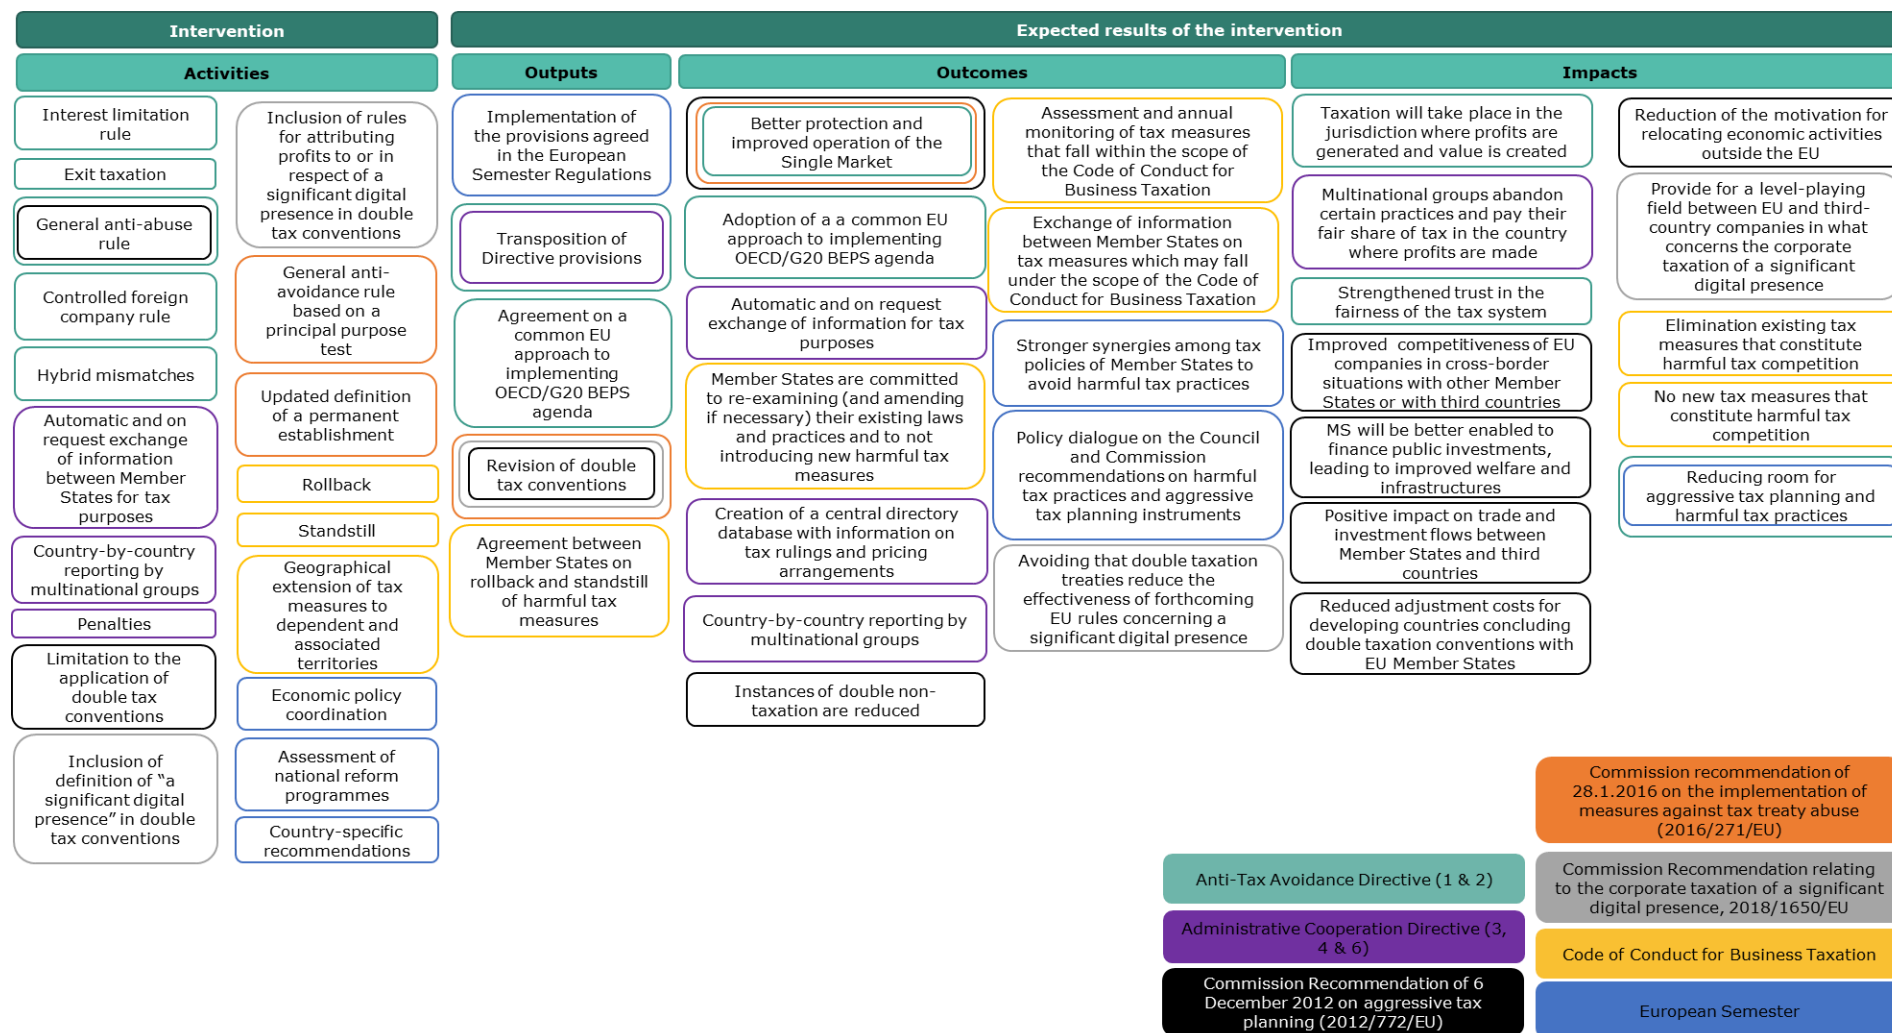 Intervention
Expected results of the intervention
Activities
Outputs
Outcomes
Impacts
Interest limitation
rule
Exit taxation
General anti-abuse
rule
Controlled foreign
company rule
Hybrid mismatches
Automatic and on
request exchange
of information
between Member
States for tax
purposes
Country-by-country
reporting by
multinational groups
Penalties
Limitation to the
application of
double tax
conventions
Inclusion of
definition of “a
significant digital
presence” in double
tax conventions
Inclusion of rules
for attributing
profits to or in
respect of a
significant digital
presence in double
tax conventions
General anti-
avoidance rule
based on a
principal purpose
test
Updated definition
of a permanent
establishment
Rollback
Standstill
Geographical
extension of tax
measures to
dependent and
associated
territories
Economic policy
coordination
Assessment of
national reform
programmes
Country-specific
recommendations
Implementation of
the provisions agreed
in the European
Semester Regulations
Transposition of
Directive provisions
Agreement on a
common EU
approach to
implementing
OECD/G20 BEPS
agenda
Revision of double
tax conventions
Agreement between
Member States on
rollback and standstill
of harmful tax
measures
Better protection and
improved operation of the
Single Market
Adoption of a a common EU
approach to implementing
OECD/G20 BEPS agenda
Automatic and on request
exchange of information for tax
purposes
Member States are committed
to re-examining (and amending
if necessary) their existing laws
and practices and to not
introducing new harmful tax
measures
Creation of a central directory
database with information on
tax rulings and pricing
arrangements
Country-by-country reporting by
multinational groups
Instances of double non-
taxation are reduced
Assessment and annual
monitoring of tax measures
that fall within the scope of
the Code of Conduct for
Business Taxation
Exchange of information
between Member States on
tax measures which may fall
under the scope of the Code of
Conduct for Business Taxation
Stronger synergies among tax
policies of Member States to
avoid harmful tax practices
Policy dialogue on the Council
and Commission
recommendations on harmful
tax practices and aggressive
tax planning instruments
Avoiding that double taxation
treaties reduce the
effectiveness of forthcoming
EU rules concerning a
significant digital presence
Taxation will take place in the
jurisdiction where profits are
generated and value is created
Multinational groups abandon
certain practices and pay their
fair share of tax in the country
where profits are made
Strengthened trust in the
fairness of the tax system
Improved competitiveness of EU
companies in cross-border
situations with other Member
States or with third countries
MS will be better enabled to
finance public investments,
leading to improved welfare and
infrastructures
Positive impact on trade and
investment flows between
Member States and third
countries
Reduced adjustment costs for
developing countries concluding
double taxation conventions with
EU Member States
Reduction of the motivation for
relocating economic activities
outside the EU
Provide for a level-playing
field between EU and third-
country companies in what
concerns the corporate
taxation of a significant
digital presence
Elimination existing tax
measures that constitute
harmful tax competition
No new tax measures that
constitute harmful tax
competition
Reducing room for
aggressive tax planning and
harmful tax practices
Anti-Tax Avoidance Directive (1 & 2)
Administrative Cooperation Directive (3,
4 & 6)
Commission Recommendation of 6
December 2012 on aggressive tax
planning (2012/772/EU)
Commission recommendation of
28.1.2016 on the implementation of
measures against tax treaty abuse
(2016/271/EU)
Commission Recommendation relating
to the corporate taxation of a significant
digital presence, 2018/1650/EU
Code of Conduct for Business Taxation
European Semester